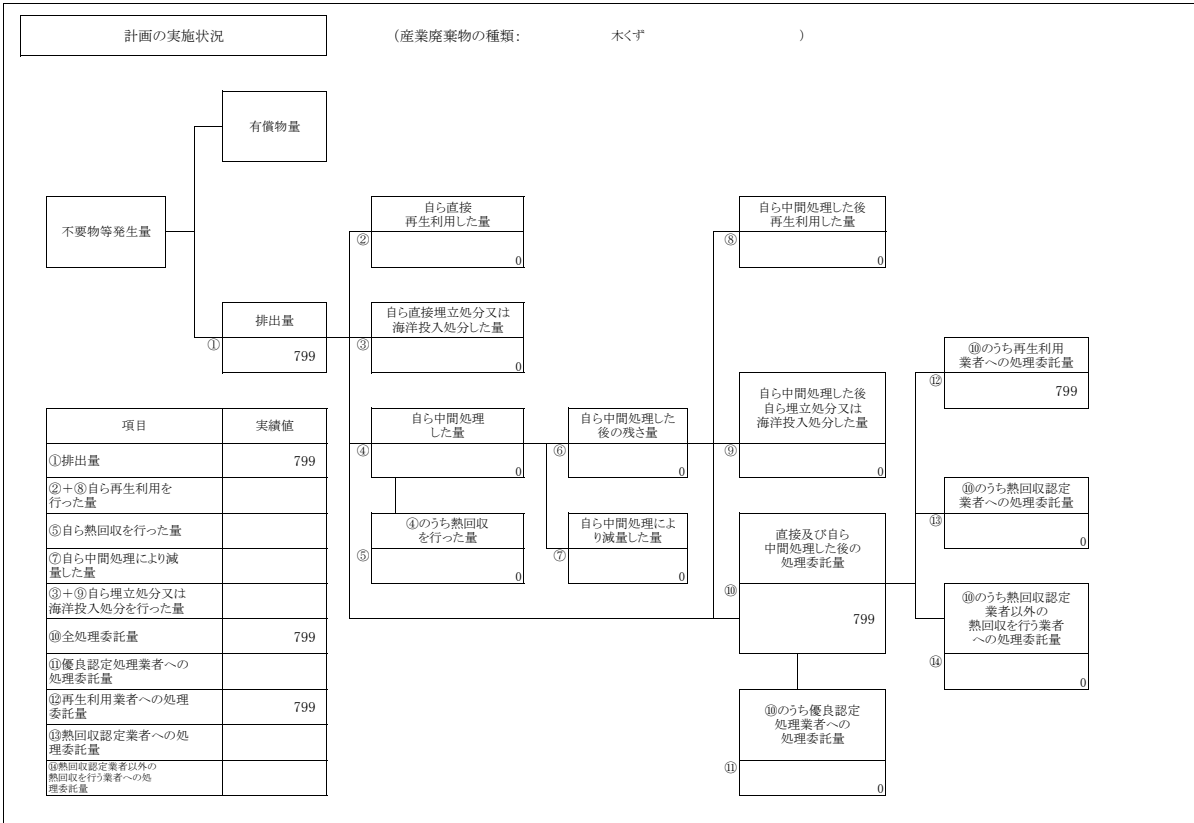 計画の実施状況
（産業廃棄物の種類： 木くず ）
有償物量
不要物等発生量
自ら直接
再生利用した量
②
0
自ら中間処理した後
再生利用した量
⑧
0
排出量
①
799
自ら直接埋立処分又は
海洋投入処分した量
③
0
⑩のうち再生利用
業者への処理委託量
⑫
799
自ら中間処理した後
自ら埋立処分又は
海洋投入処分した量
⑨
0
自ら中間処理
した量
④
0
自ら中間処理した
後の残さ量
⑥
0
⑩のうち熱回収認定
業者への処理委託量
⑬
0
④のうち熱回収
を行った量
⑤
0
自ら中間処理によ
り減量した量
⑦
0
直接及び自ら
中間処理した後の
処理委託量
⑩
799
⑩のうち熱回収認定
業者以外の
熱回収を行う業者
への処理委託量
⑭
0
⑩のうち優良認定
処理業者への
処理委託量
⑪
0
項目 実績値
①排出量 799
②＋⑧自ら再生利用を
行った量
⑤自ら熱回収を行った量
⑦自ら中間処理により減
量した量
③＋⑨自ら埋立処分又は
海洋投入処分を行った量
⑩全処理委託量 799
⑪優良認定処理業者への
処理委託量
⑫再生利用業者への処理
委託量 799
⑬熱回収認定業者への処
理委託量
⑭熱回収認定業者以外の
熱回収を行う業者への処
理委託量